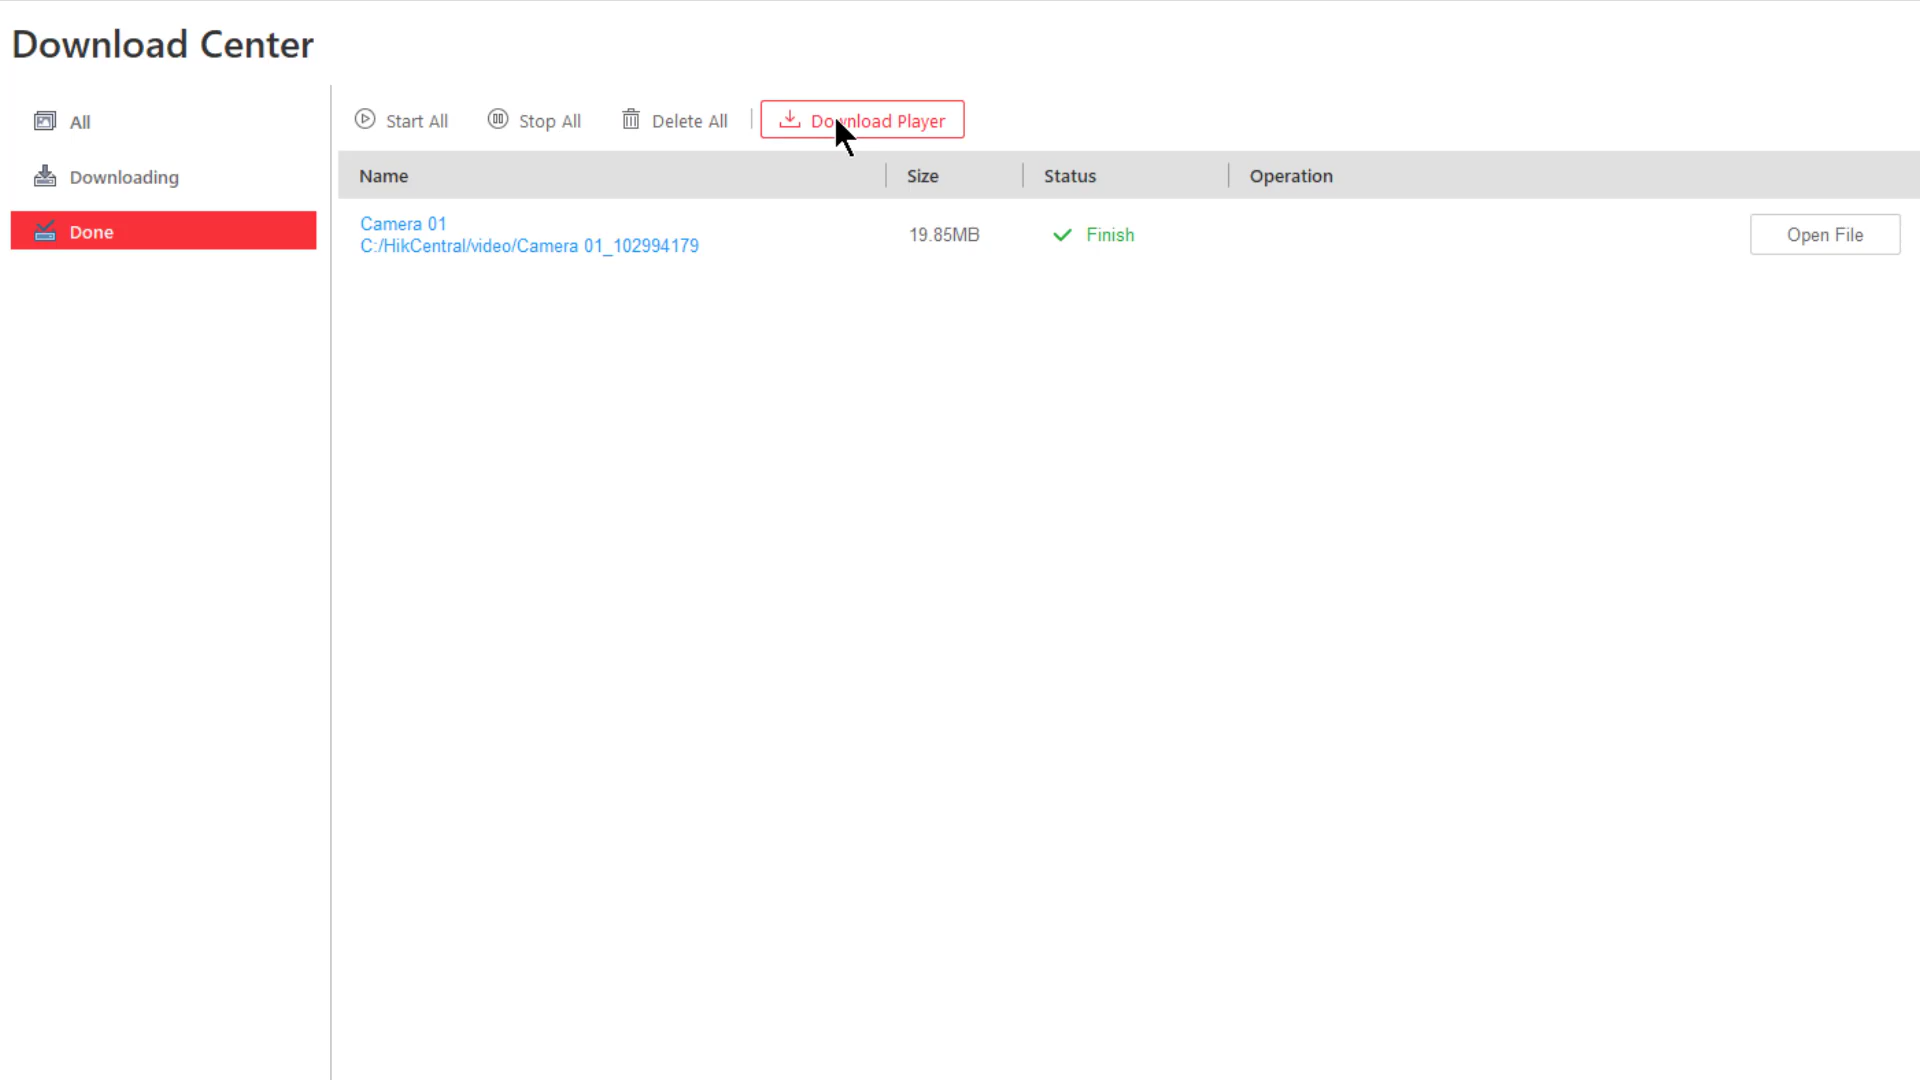 Download Center
All
Downloading
Done
Start All Stop All Delete All Download Player
Name Size Status Operation
Camera 01
C:/HikCentral/video/Camera 01_102994179
19.85MB Finish Open File